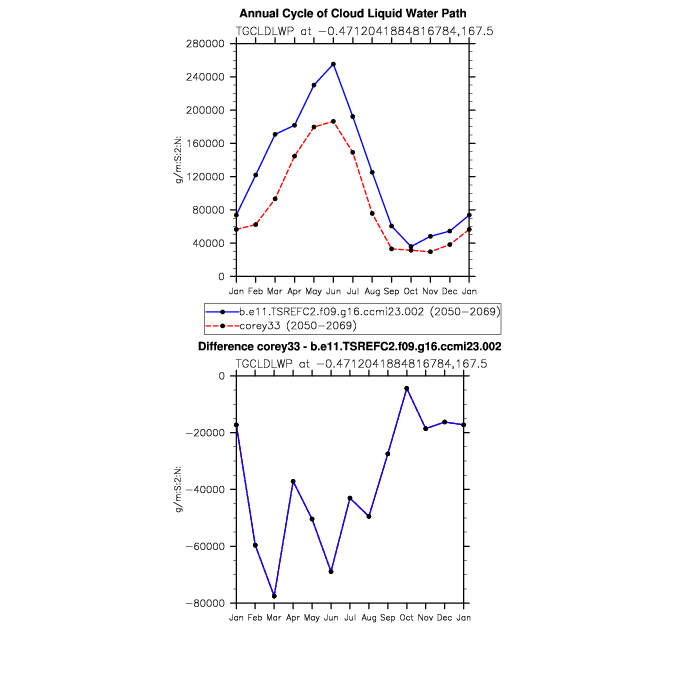 Annual Cycle of Cloud Liquid Water Path
TGCLDLWP at −0.4712041884816784,167.5
280000
240000
200000
160000
120000
80000
40000
0
g/m:S:2:N:
Jan Feb Mar Apr May Jun Jul Aug Sep Oct Nov Dec Jan
b.e11.TSREFC2.f09.g16.ccmi23.002 (2050−2069)
corey33 (2050−2069)
Difference corey33 - b.e11.TSREFC2.f09.g16.ccmi23.002
TGCLDLWP at −0.4712041884816784,167.5
0
−20000
−40000
−60000
−80000
g/m:S:2:N:
Jan Feb Mar Apr May Jun Jul Aug Sep Oct Nov Dec Jan